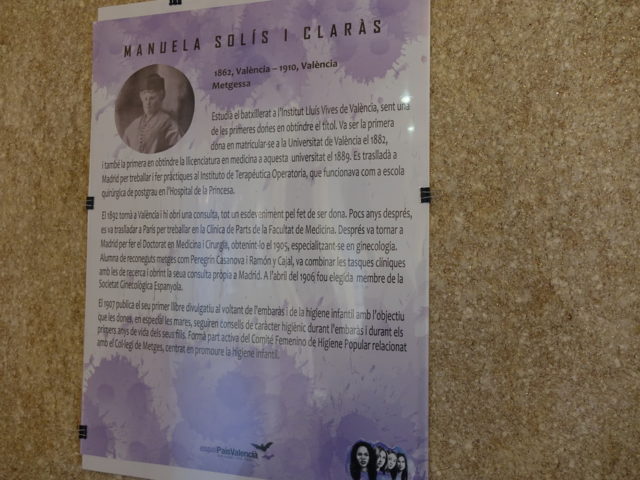 MANUELA SOLÍS I CLARÀS
1862, València – 1910, València
Metgessa
Estudià el batxillerat a l'Institut Lluís Vives de València, sent una
de les primeres dones en obtindre el títol. Va ser la primera
dona en matricular-se a la Universitat de València el 1882,
i també la primera en obtindre la llicenciatura en medicina a aquesta universitat el 1889. Es traslladà a
Madrid per treballar i fer pràctiques al Instituto de Terapéutica Operatoria, que funcionava com a escola
quirúrgica de postgrau en l'Hospital de la Princesa.
El 1892 tornà a València i hi obrí una consulta, tot un esdeveniment pel fet de ser dona. Pocs anys després,
es va trasladar a París per treballar en la Clínica de Parts de la Facultat de Medicina. Després va tornar a
Madrid per fer el Doctorat en Medicina i Cirurgia, obtenint-lo el 1905, especialitzant-se en ginecologia.
Alumna de reconeguts metges com Peregrin Casanova i Ramón y Cajal, va combinar les tasques clíniques
amb les de recerca i obrint la seua consulta pròpia a Madrid. A l'abril del 1906 fou elegida membre de la
Societat Ginecològica Espanyola.
El 1907 publica el seu primer llibre divulgatiu al voltant de l'embaràs i de la higiene infantil amb l'objectiu
que les dones, en especial les mares, seguiren consells de caràcter higiènic durant l'embaràs i durant els
primers anys de vida dels seus fills. Formà part activa del Comité Femenino de Higiene Popular relacionat
amb el Col·legi de Metges, centrat en promoure la higiene infantil.
espaiPaísValencià